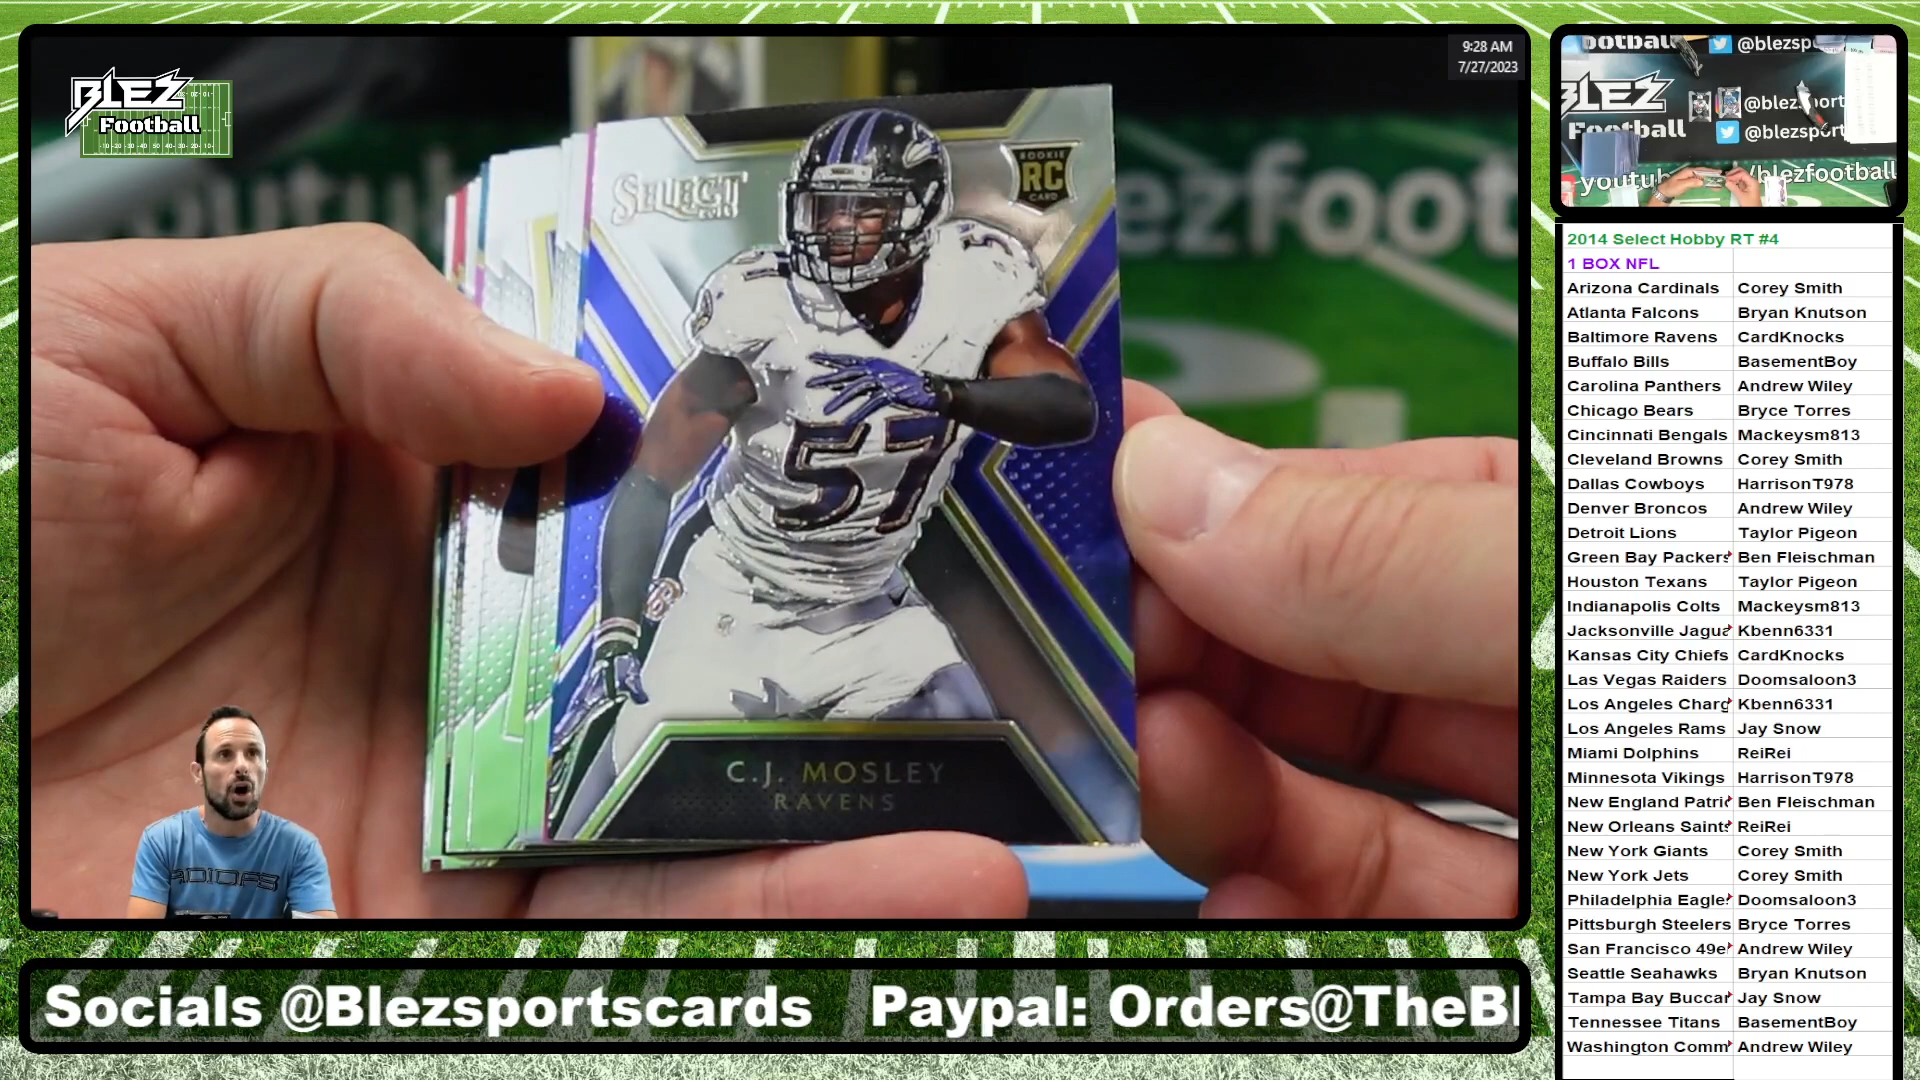 BLEZ
Football
9:28 AM
7/27/2023
SELECT
ROOKIE
RC
CARD
57
C.J. MOSLEY
RAVENS
Socials @Blezsportscards Paypal: Orders@TheBl
BLEZ
Football
@blezsport
@blezsport
youtub
/blezfootball
2014 Select Hobby RT #4
1 BOX NFL
Arizona Cardinals Corey Smith
Atlanta Falcons Bryan Knutson
Baltimore Ravens CardKnocks
Buffalo Bills BasementBoy
Carolina Panthers Andrew Wiley
Chicago Bears Bryce Torres
Cincinnati Bengals Mackeysm813
Cleveland Browns Corey Smith
Dallas Cowboys HarrisonT978
Denver Broncos Andrew Wiley
Detroit Lions Taylor Pigeon
Green Bay Packers Ben Fleischman
Houston Texans Taylor Pigeon
Indianapolis Colts Mackeysm813
Jacksonville Jagua Kbenn6331
Kansas City Chiefs CardKnocks
Las Vegas Raiders Doomsaloon3
Los Angeles Charg Kbenn6331
Los Angeles Rams Jay Snow
Miami Dolphins ReiRei
Minnesota Vikings HarrisonT978
New England Patric Ben Fleischman
New Orleans Saints ReiRei
New York Giants Corey Smith
New York Jets Corey Smith
Philadelphia Eagle Doomsaloon3
Pittsburgh Steelers Bryce Torres
San Francisco 49e Andrew Wiley
Seattle Seahawks Bryan Knutson
Tampa Bay Buccar Jay Snow
Tennessee Titans BasementBoy
Washington Comm Andrew Wiley